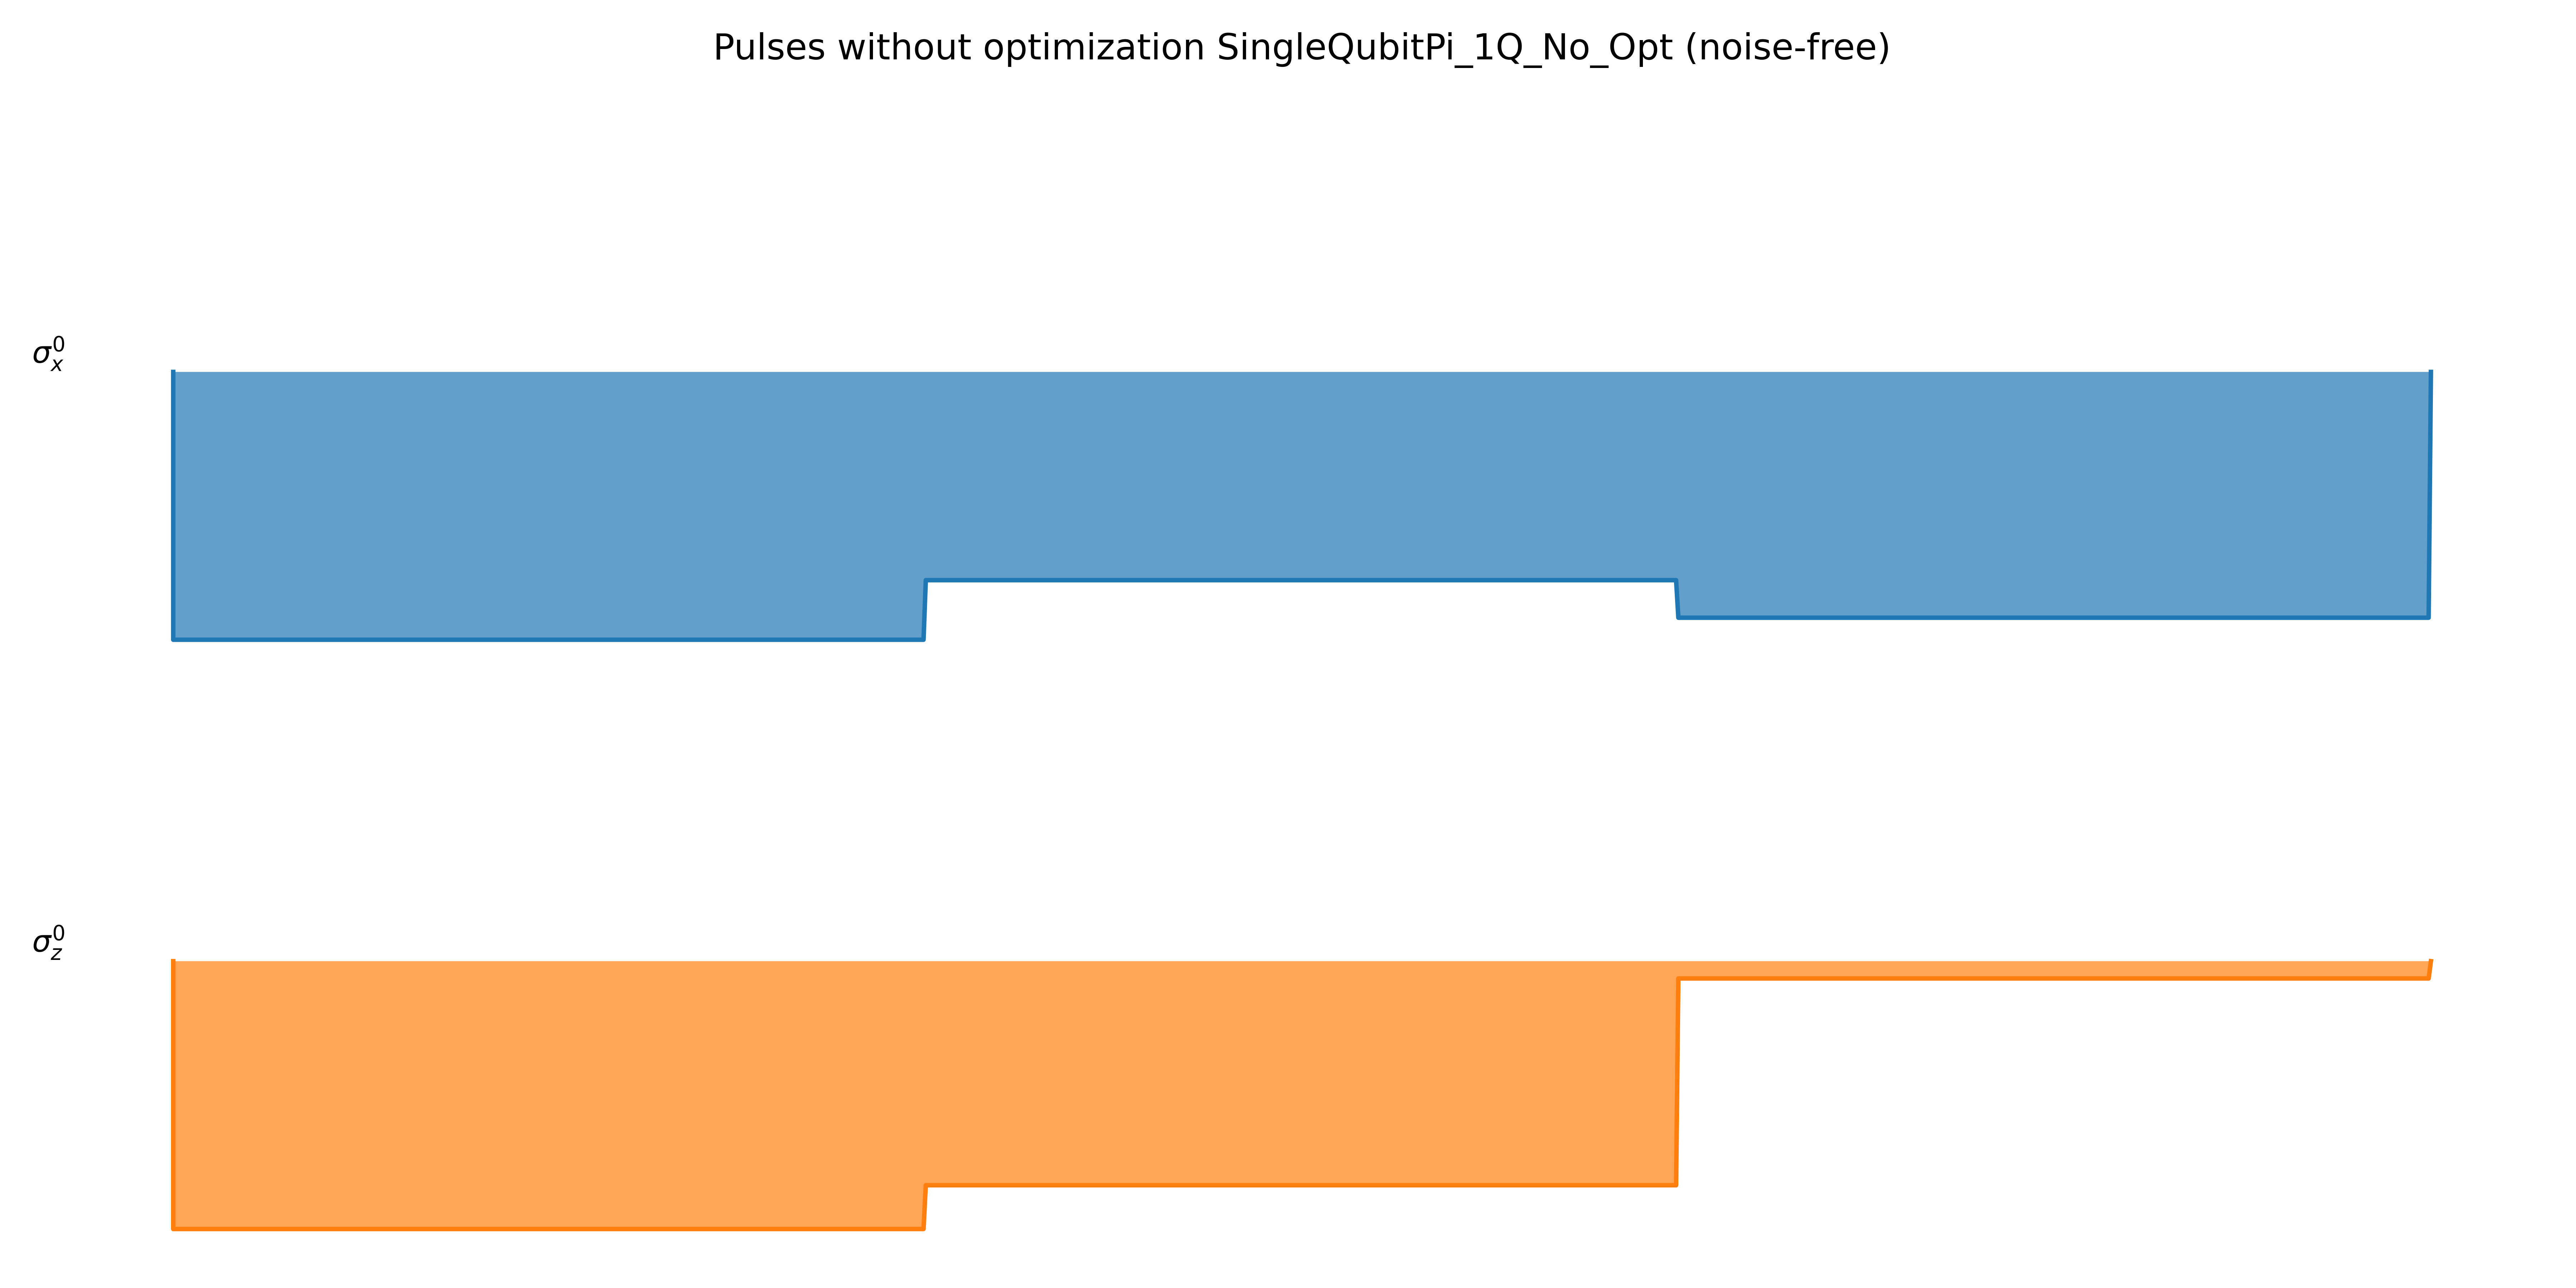 Pulses without optimization SingleQubitPi_1Q_No_Opt (noise-free)
σ_x^0
σ_z^0